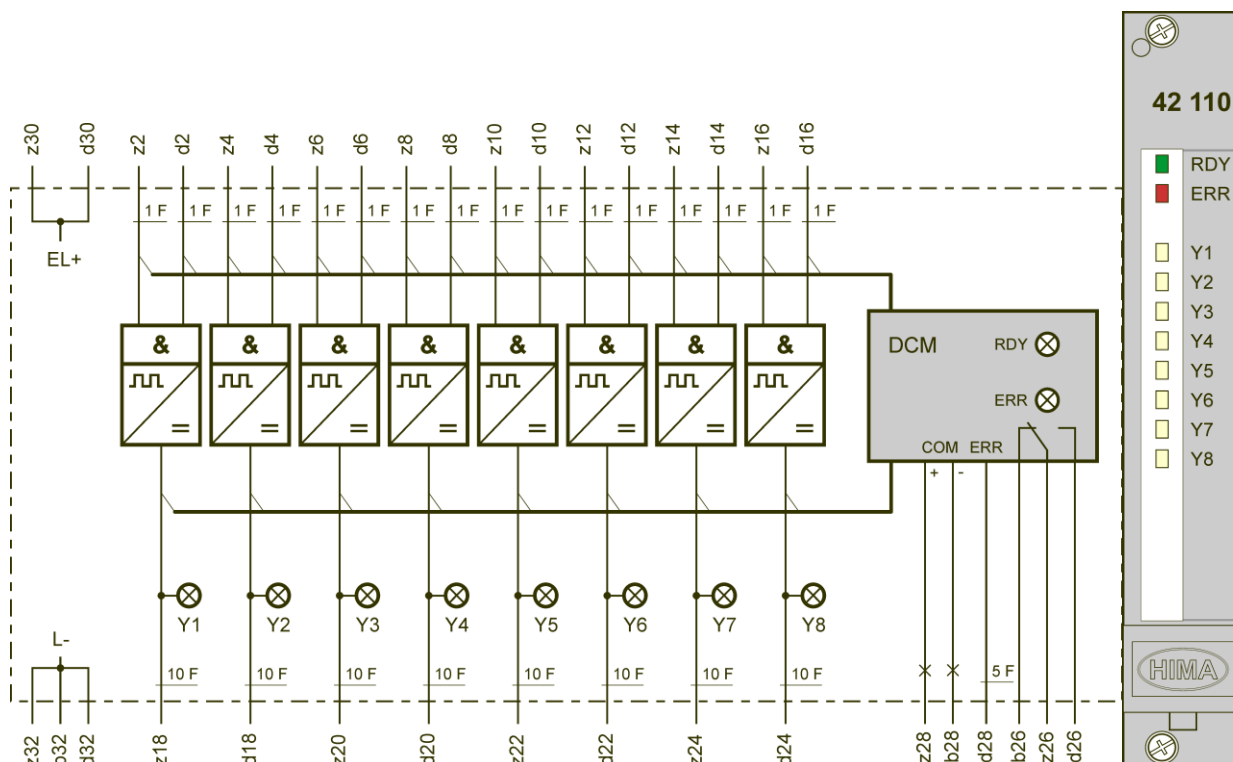 z30 d30 z2 d2 z4 d4 z6 d6 z8 d8 z10 d10 z12 d12 z14 d14 z16 d16
42 110
RDY
ERR
1 F 1 F 1 F 1 F 1 F 1 F 1 F 1 F 1 F 1 F 1 F 1 F 1 F 1 F 1 F 1 F
EL+
& & & & & & & &
DCM
RDY
ERR
COM ERR
+ -
Y1
Y2
Y3
Y4
Y5
Y6
Y7
Y8
Y1 Y2 Y3 Y4 Y5 Y6 Y7 Y8
L-
10 F 10 F 10 F 10 F 10 F 10 F 10 F 10 F 5 F
HIMA
z32 b32 d32 z18 d18 z20 d20 z22 d22 z24 d24 z28 b28 d28 b26 z26 d26